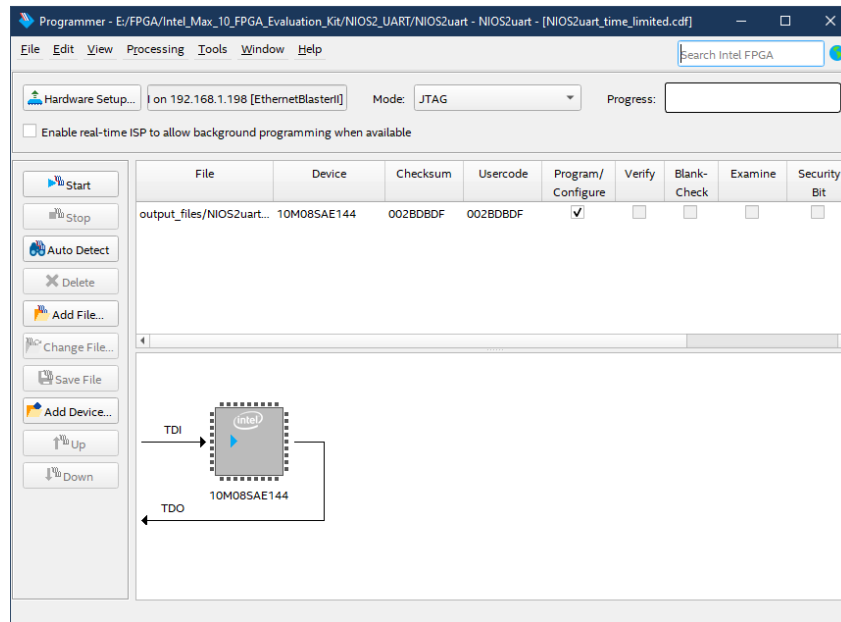 Programmer - E:/FPGA/Intel_Max_10_FPGA_Evaluation_Kit/NIOS2_UART/NIOS2uart - NIOS2uart - [NIOS2uart_time_limited.cdf]
File Edit View Processing Tools Window Help
Search Intel FPGA
Hardware Setup... I on 192.168.1.198 [EthernetBlasterII] Mode: JTAG Progress:
Enable real-time ISP to allow background programming when available
File Device Checksum Usercode Program/ Configure Verify Blank- Check Examine Security Bit
output_files/NIOS2uart... 10M08SAE144 002BDBDF 002BDBDF
Start
Stop
Auto Detect
Delete
Add File...
Change File...
Save File
Add Device...
Up
Down
TDI
intel
10M08SAE144
TDO